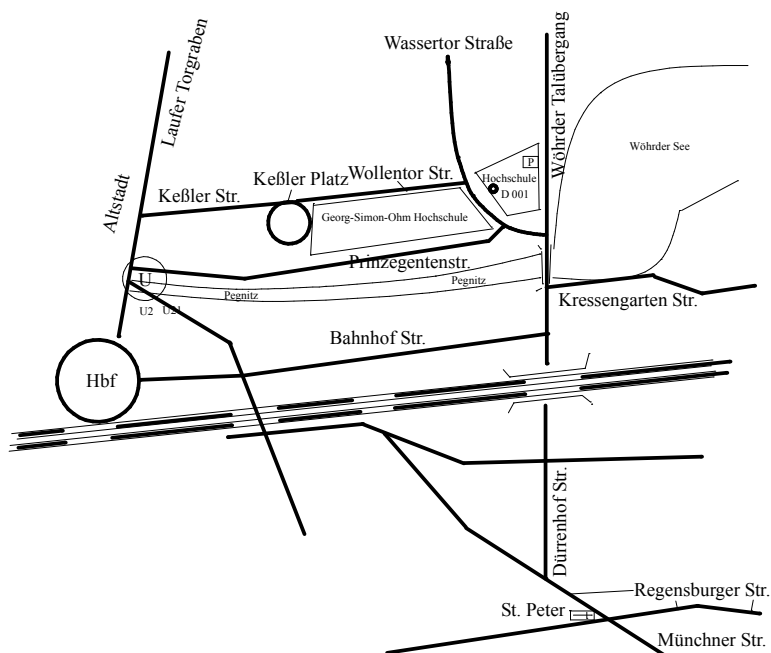 Laufer Torgraben
Wassertor Straße
Wöhrder Talübergang
Altstadt
Keßler Str.
Keßler Platz
Wollentor Str.
P
Hochschule
D 001
Wöhrder See
Georg-Simon-Ohm Hochschule
U
U2
U21
Prinzegentenstr.
Pegnitz
Pegnitz
Kressengarten Str.
Bahnhof Str.
Hbf
Dürrenhof Str.
Regensburger Str.
St. Peter
Münchner Str.